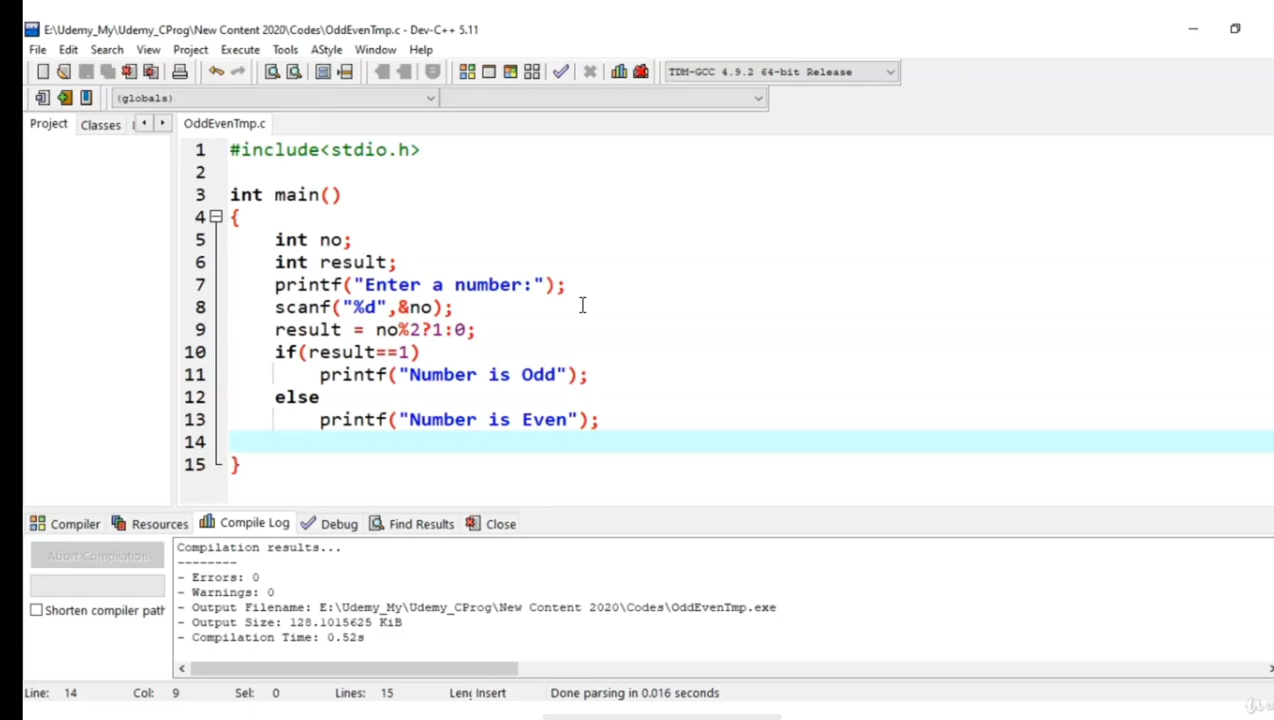 E:\Udemy_My\Udemy_CProg\New Content 2020\Codes\OddEvenTmp.c - Dev-C++ 5.11
File Edit Search View Project Execute Tools AStyle Window Help
TDM-GCC 4.9.2 64-bit Release
(globals)
Project Classes OddEvenTmp.c
1 #include<stdio.h>
2
3 int main()
4 {
5 int no;
6 int result;
7 printf("Enter a number:");
8 scanf("%d",&no);
9 result = no%2?1:0;
10 if(result==1)
11 printf("Number is Odd");
12 else
13 printf("Number is Even");
14
15 }
Compiler Resources Compile Log Debug Find Results Close
Abort Compilation
Shorten compiler path
Compilation results...
--------
- Errors: 0
- Warnings: 0
- Output Filename: E:\Udemy_My\Udemy_CProg\New Content 2020\Codes\OddEvenTmp.exe
- Output Size: 128.1015625 KiB
- Compilation Time: 0.52s
Line: 14 Col: 9 Sel: 0 Lines: 15 Insert Done parsing in 0.016 seconds